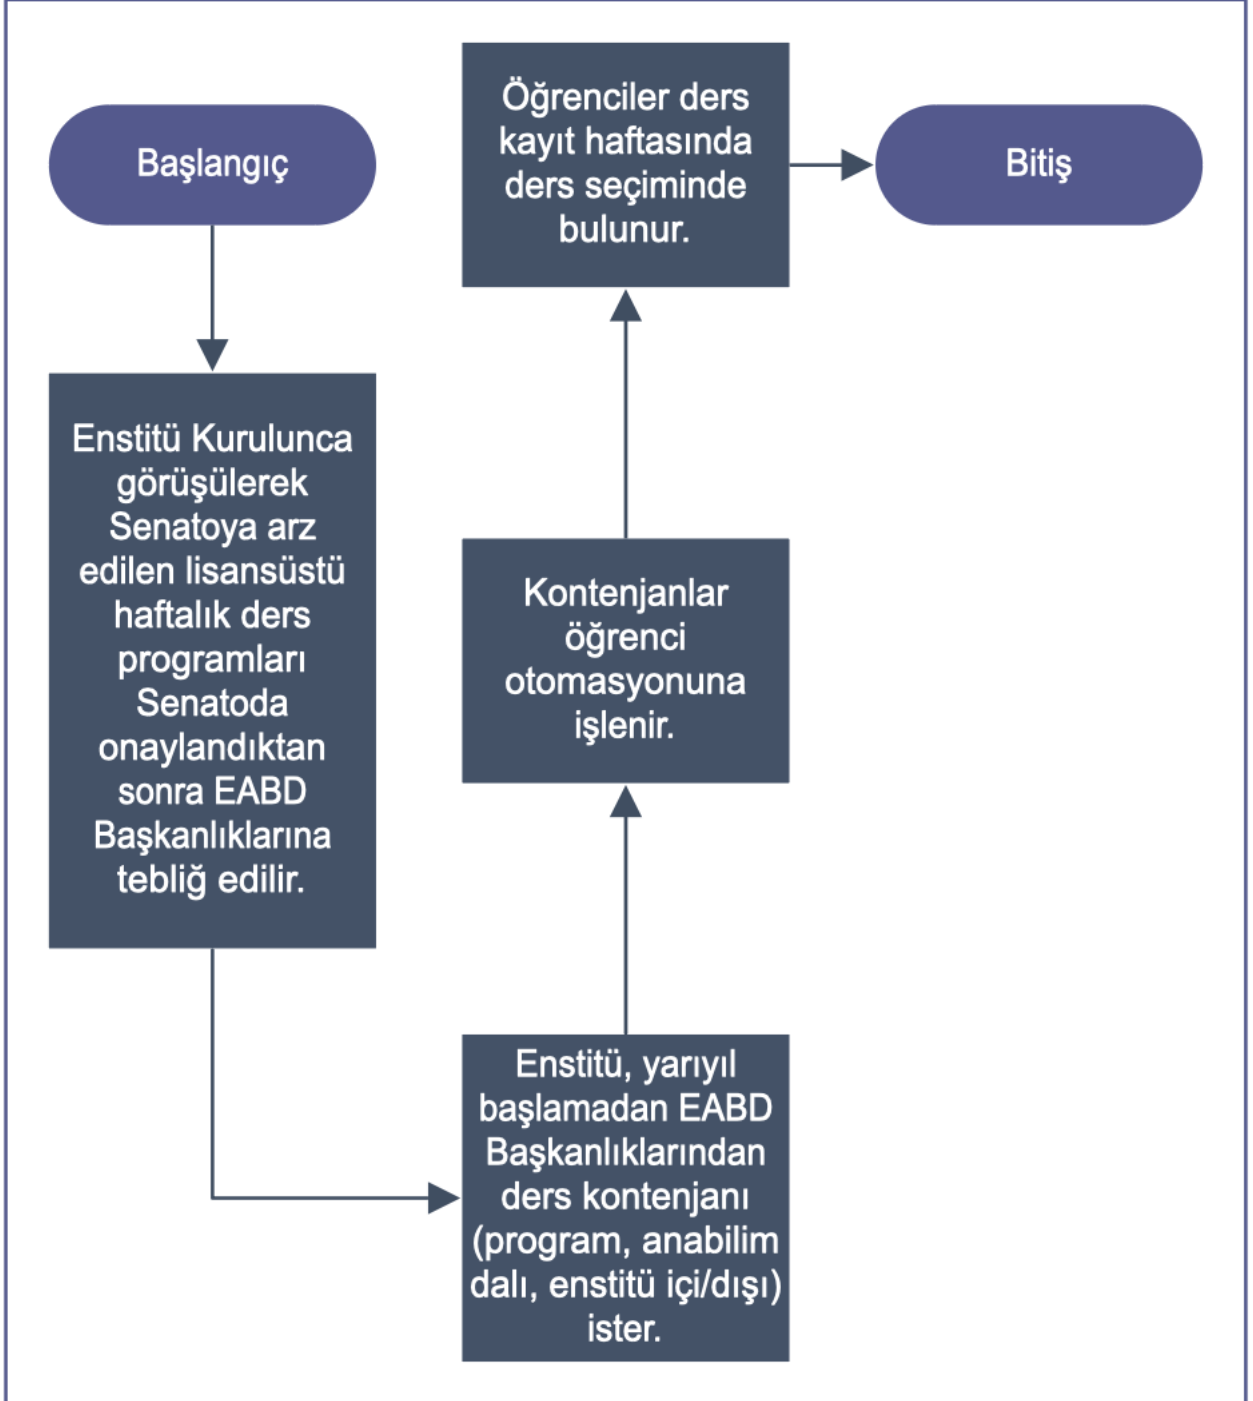 Başlangıç
Enstitü Kurulunca
görüşülerek
Senatoya arz
edilen lisansüstü
haftalık ders
programları
Senatoda
onaylandıktan
sonra EABD
Başkanlıklarına
tebliğ edilir.
Enstitü, yarıyıl
başlamadan EABD
Başkanlıklarından
ders kontenjanı
(program, anabilim
dalı, enstitü içi/dışı)
ister.
Kontenjanlar
öğrenci
otomasyonuna
işlenir.
Öğrenciler ders
kayıt haftasında
ders seçiminde
bulunur.
Bitiş